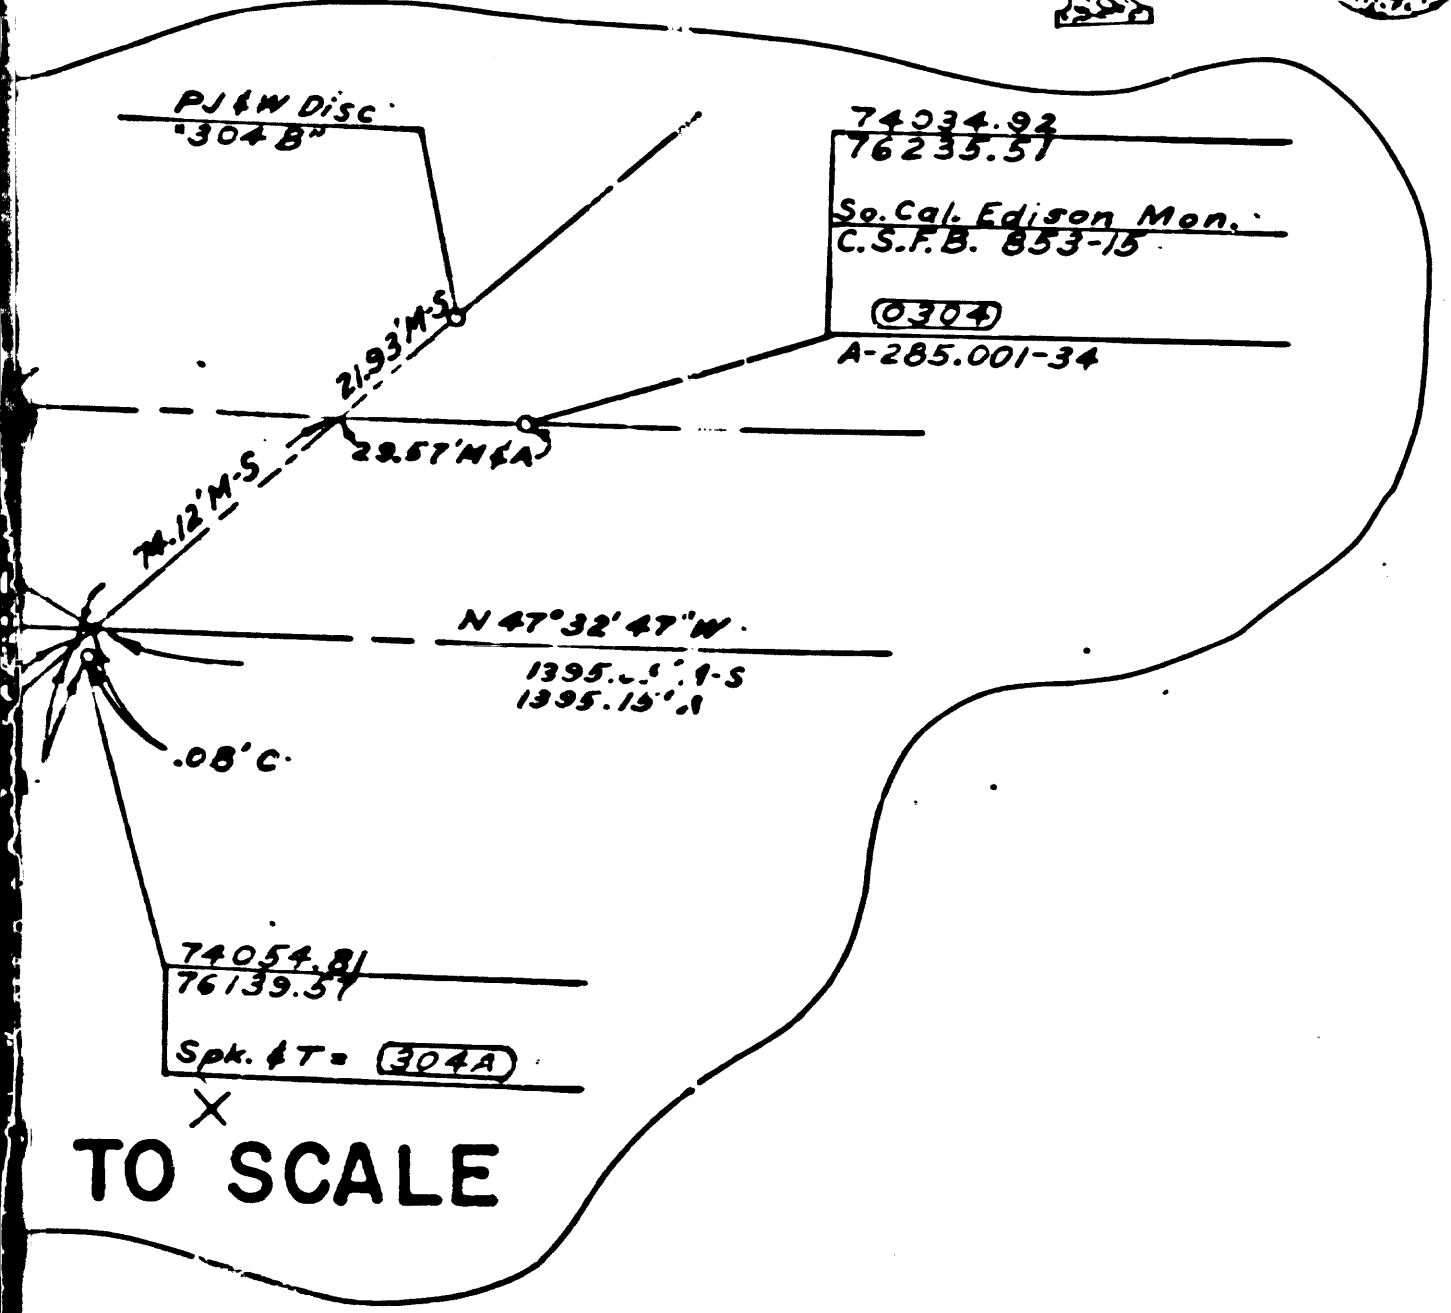 PJ & W Disc
"304 B"
74034.92
76235.51
So. Cal. Edison Mon.
C.S.F.B. 853-15
0304
A-285.001-34
21.93' M-S
29.57' M & A
74.12' M-S
N 47° 32' 47" W
1395.
1395.15'
.08' C
74054.81
76139.57
Spk. & T = 304A
TO SCALE